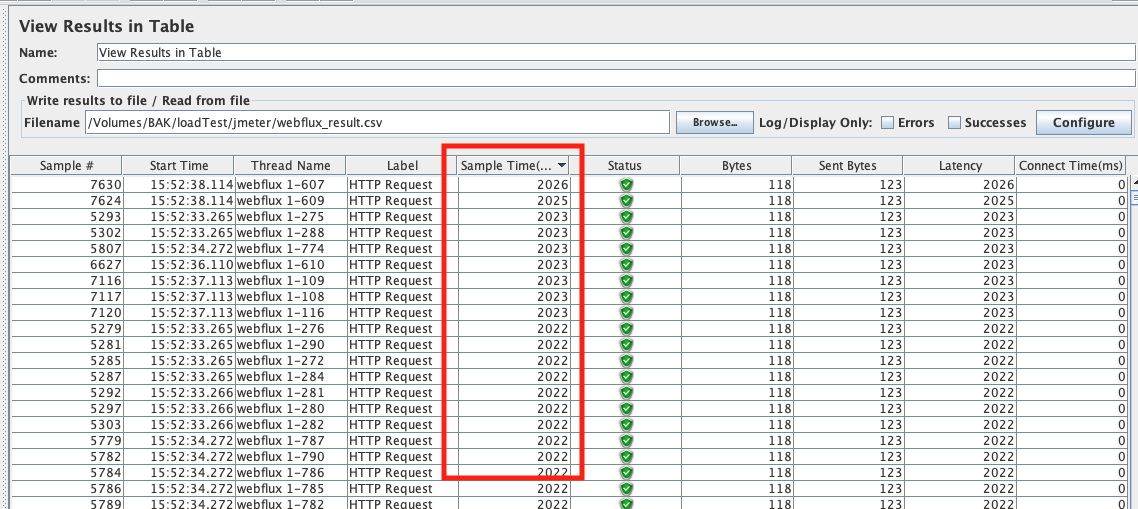 View Results in Table
Name: View Results in Table
Comments:
Write results to file / Read from file
Filename /Volumes/BAK/loadTest/jmeter/webflux_result.csv Browse... Log/Display Only: Errors Successes Configure
Sample # Start Time Thread Name Label Sample Time(... Status Bytes Sent Bytes Latency Connect Time(ms)
7630 15:52:38.114 webflux 1-607 HTTP Request 2026 118 123 2026 0
7624 15:52:38.114 webflux 1-609 HTTP Request 2025 118 123 2025 0
5293 15:52:33.265 webflux 1-275 HTTP Request 2023 118 123 2023 0
5302 15:52:33.265 webflux 1-288 HTTP Request 2023 118 123 2023 0
5807 15:52:34.272 webflux 1-774 HTTP Request 2023 118 123 2023 0
6627 15:52:36.110 webflux 1-610 HTTP Request 2023 118 123 2023 0
7116 15:52:37.113 webflux 1-109 HTTP Request 2023 118 123 2023 0
7117 15:52:37.113 webflux 1-108 HTTP Request 2023 118 123 2023 0
7120 15:52:37.113 webflux 1-116 HTTP Request 2023 118 123 2023 0
5279 15:52:33.265 webflux 1-276 HTTP Request 2022 118 123 2022 0
5281 15:52:33.265 webflux 1-290 HTTP Request 2022 118 123 2022 0
5285 15:52:33.265 webflux 1-272 HTTP Request 2022 118 123 2022 0
5287 15:52:33.265 webflux 1-284 HTTP Request 2022 118 123 2022 0
5292 15:52:33.266 webflux 1-281 HTTP Request 2022 118 123 2022 0
5297 15:52:33.266 webflux 1-280 HTTP Request 2022 118 123 2022 0
5303 15:52:33.266 webflux 1-282 HTTP Request 2022 118 123 2022 0
5779 15:52:34.272 webflux 1-787 HTTP Request 2022 118 123 2022 0
5782 15:52:34.272 webflux 1-790 HTTP Request 2022 118 123 2022 0
5784 15:52:34.272 webflux 1-786 HTTP Request 2022 118 123 2022 0
5786 15:52:34.272 webflux 1-785 HTTP Request 2022 118 123 2022 0
5789 15:52:34.272 webflux 1-782 HTTP Request 2022 118 123 2022 0